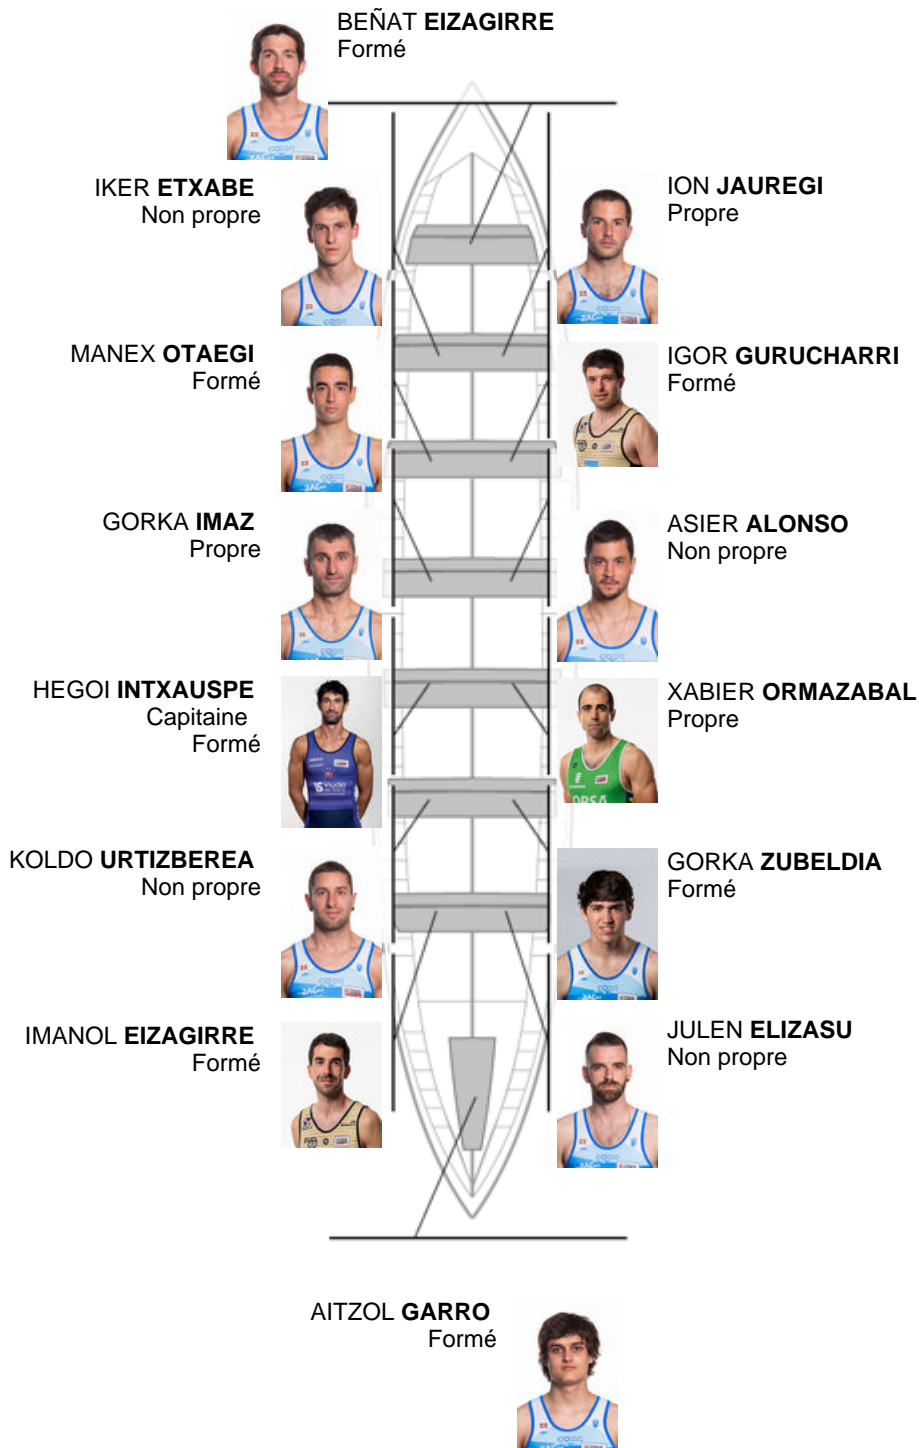 BEÑAT EIZAGIRRE
Formé
IKER ETXABE
Non propre
ION JAUREGI
Propre
MANEX OTAEGI
Formé
IGOR GURUCHARRI
Formé
GORKA IMAZ
Propre
ASIER ALONSO
Non propre
HEGOI INTXAUSPE
Capitaine
Formé
XABIER ORMAZABAL
Propre
KOLDO URTIZBEREA
Non propre
GORKA ZUBELDIA
Formé
IMANOL EIZAGIRRE
Formé
JULEN ELIZASU
Non propre
AITZOL GARRO
Formé